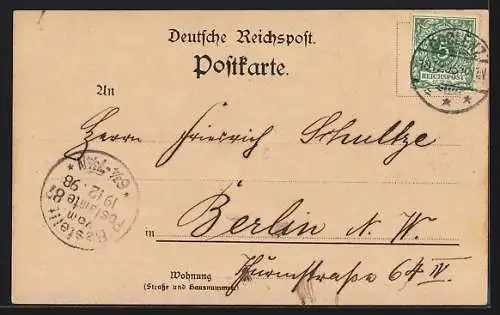 Deutsche Reichspost.
Postkarte.
5
REICHSPOST
An
Herrn Friedrich Schultze
Bestellt
vom
Postamte 87
19.12.98
in Berlin N. W.
Wohnung
(Straße und Hausnummer)
Thurmstraße 64 IV